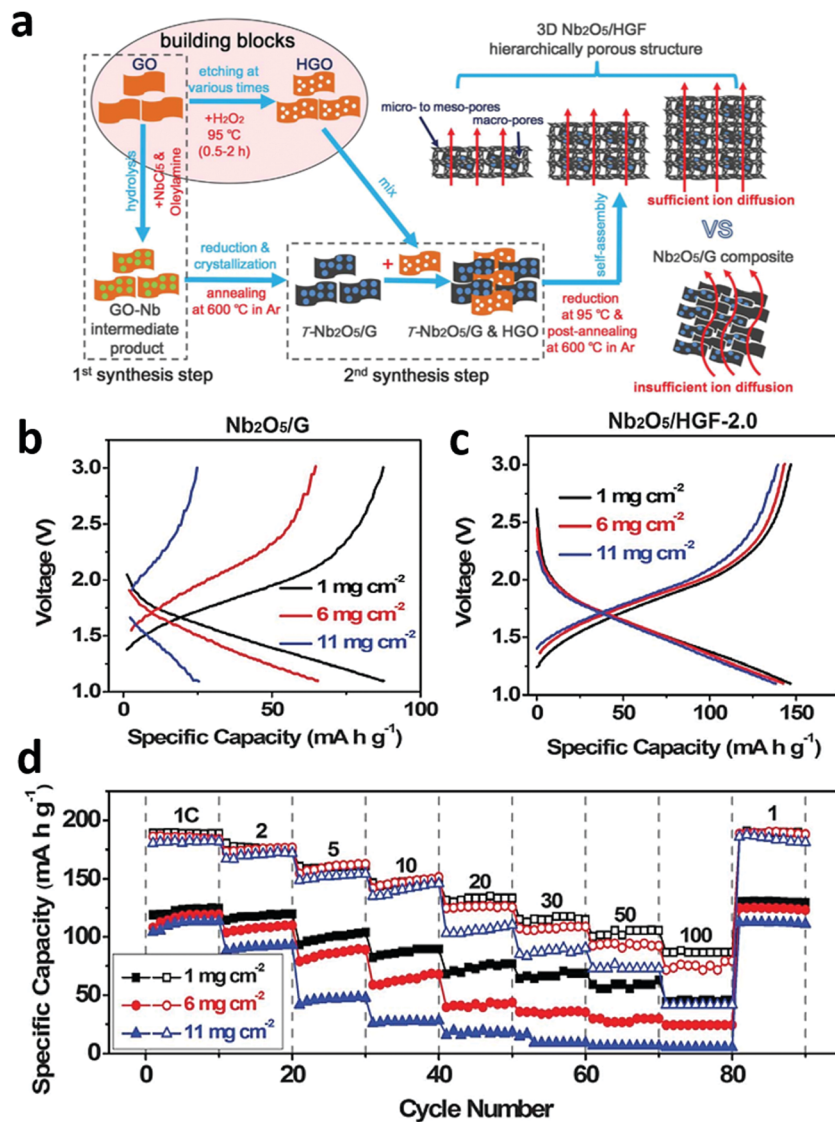 a
building blocks
GO
etching at
various times
HGO
+H₂O₂
95 °C
(0.5-2 h)
hydrolysis
+NbCl5 &
Oleylamine
mix
GO-Nb
intermediate
product
1st synthesis step
reduction &
crystallization
annealing
at 600 °C in Ar
+
T-Nb₂O₅/G
T-Nb₂O₅/G & HGO
2nd synthesis step
self-assembly
reduction
at 95 °C &
post-annealing
at 600 °C in Ar
3D Nb₂O₅/HGF
hierarchically porous structure
micro- to meso-pores
macro-pores
sufficient ion diffusion
VS
Nb₂O₅/G composite
insufficient ion diffusion
b
Nb₂O₅/G
Voltage (V)
3.0
2.5
2.0
1.5
1.0
1 mg cm⁻²
6 mg cm⁻²
11 mg cm⁻²
0 50 100
Specific Capacity (mA h g⁻¹)
c
Nb₂O₅/HGF-2.0
Voltage (V)
3.0
2.5
2.0
1.5
1.0
1 mg cm⁻²
6 mg cm⁻²
11 mg cm⁻²
0 50 100 150
Specific Capacity (mA h g⁻¹)
d
Specific Capacity (mA h g⁻¹)
200
150
100
50
0
1C 2 5 10 20 30 50 100 1
1 mg cm⁻²
6 mg cm⁻²
11 mg cm⁻²
0 20 40 60 80
Cycle Number